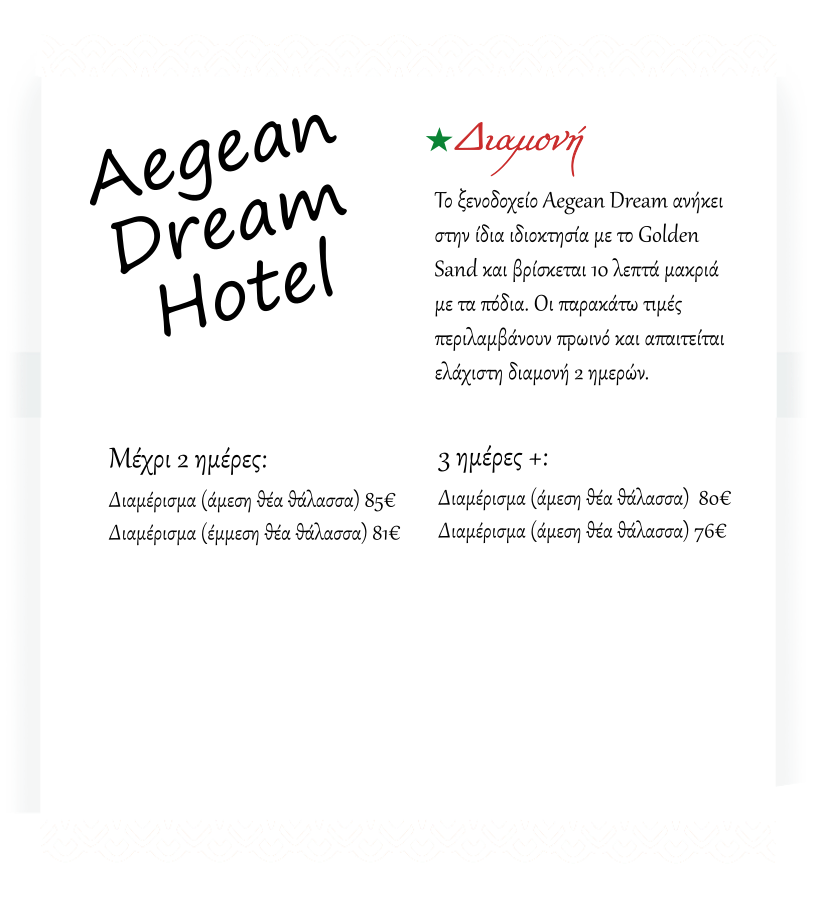 Aegean
Dream
Hotel
★Διαμονή
Το ξενοδοχείο Aegean Dream ανήκει
στην ίδια ιδιοκτησία με το Golden
Sand και βρίσκεται 10 λεπτά μακριά
με τα πόδια. Οι παρακάτω τιμές
περιλαμβάνουν πρωινό και απαιτείται
ελάχιστη διαμονή 2 ημερών.
Μέχρι 2 ημέρες:
Διαμέρισμα (άμεση θέα θάλασσα) 85€
Διαμέρισμα (έμμεση θέα θάλασσα) 81€
3 ημέρες +:
Διαμέρισμα (άμεση θέα θάλασσα) 80€
Διαμέρισμα (άμεση θέα θάλασσα) 76€